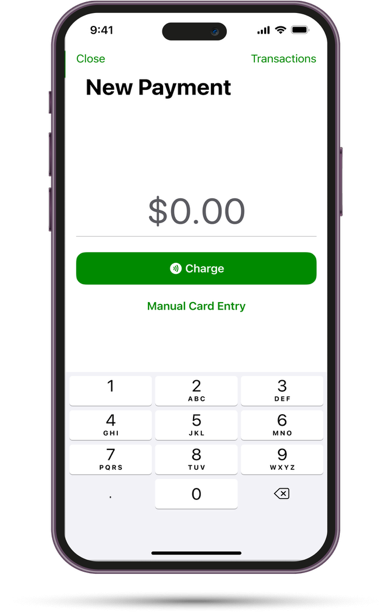 9:41
Close Transactions
New Payment
$0.00
Charge
Manual Card Entry
1 2 3
ABC DEF
4 5 6
GHI JKL MNO
7 8 9
PQRS TUV WXYZ
. 0